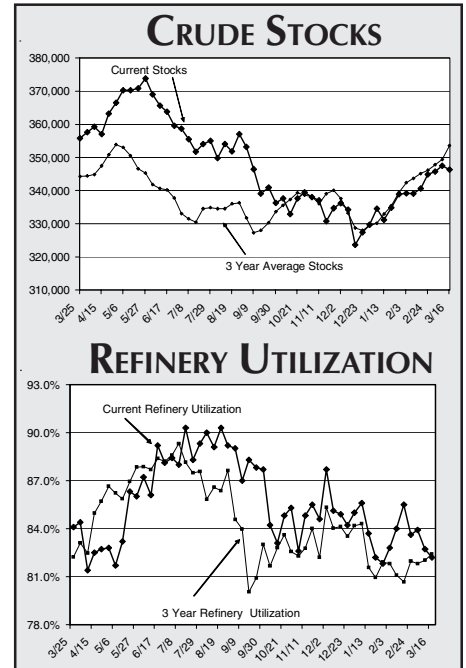 CRUDE STOCKS
380,000
Current Stocks
370,000
360,000
350,000
340,000
330,000
3 Year Average Stocks
320,000
310,000
3/25 4/15 5/6 5/27 6/17 7/8 7/29 8/19 9/9 9/30 10/21 11/11 12/2 12/23 1/13 2/3 2/24 3/16
REFINERY UTILIZATION
93.0%
Current Refinery Utilization
90.0%
87.0%
84.0%
81.0%
3 Year Refinery Utilization
78.0%
3/25 4/15 5/6 5/27 6/17 7/8 7/29 8/19 9/9 9/30 10/21 11/11 12/2 12/23 1/13 2/3 2/24 3/16